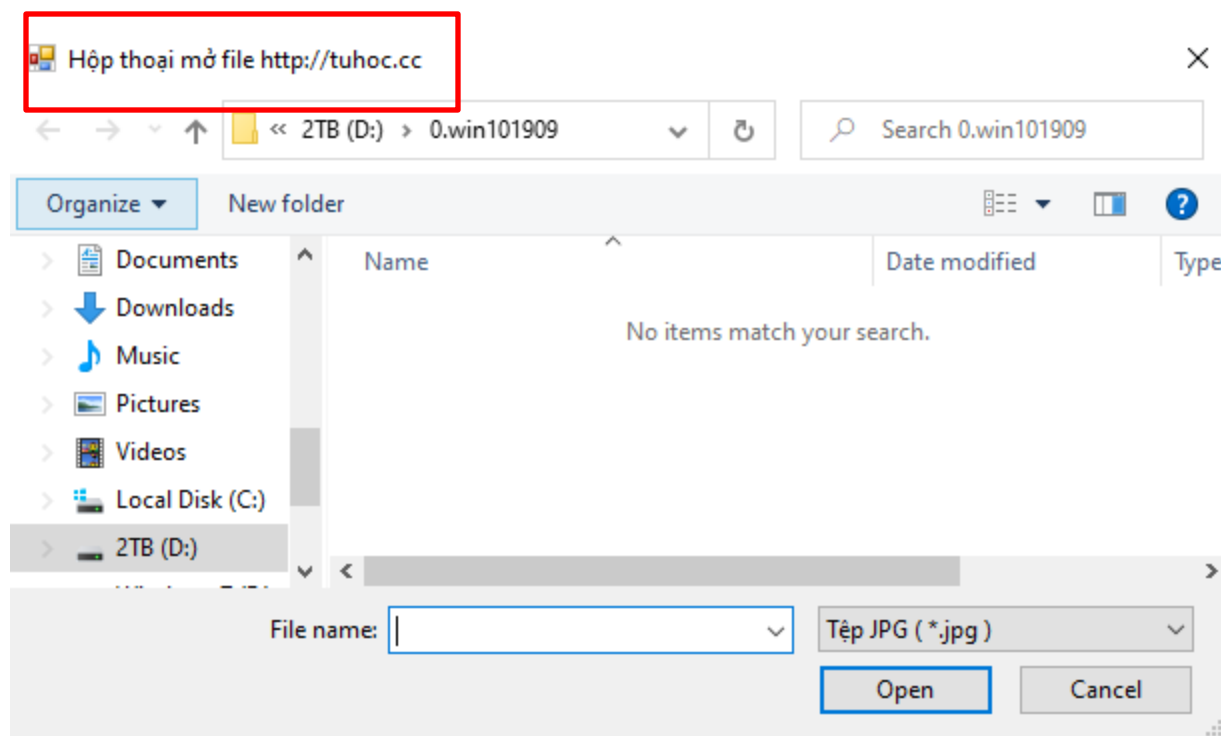 Hộp thoại mở file http://tuhoc.cc
« 2TB (D:) › 0.win101909
Search 0.win101909
Organize
New folder
Name
Date modified
Type
Documents
No items match your search.
Downloads
Music
Pictures
Videos
Local Disk (C:)
2TB (D:)
File name:
Tệp JPG ( *.jpg )
Open
Cancel